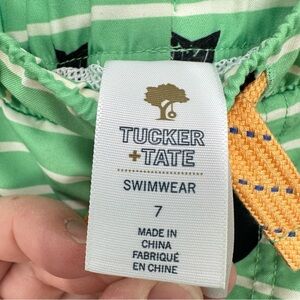 TUCKER
+TATE
SWIMWEAR
7
MADE IN
CHINA
FABRIQUÉ
EN CHINE